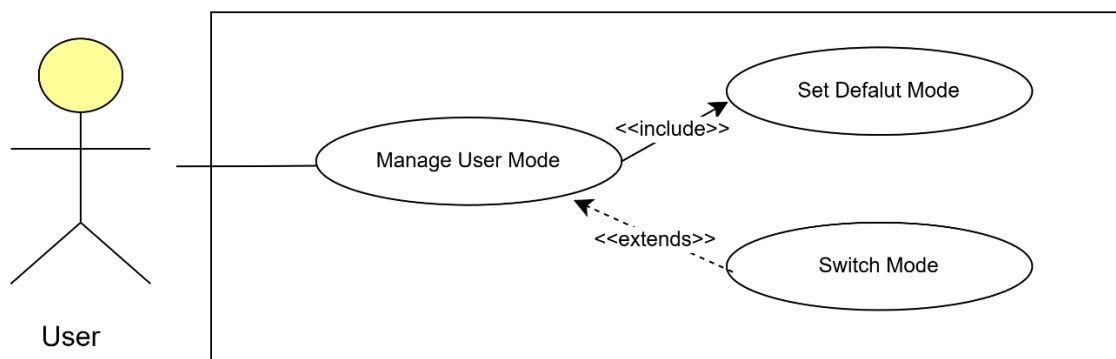 Set Defalut Mode
<<include>>
Manage User Mode
<<extends>>
Switch Mode
User